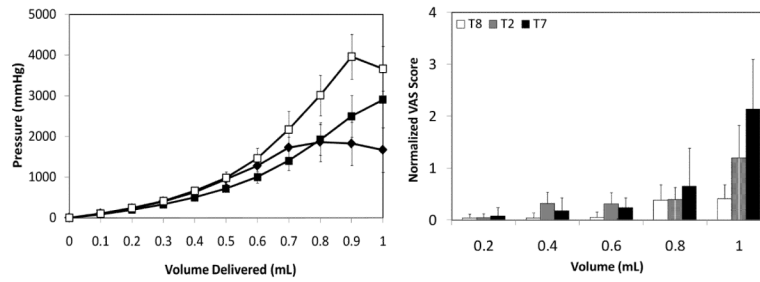 5000
4000
3000
2000
1000
0
Pressure (mmHg)
0 0.1 0.2 0.3 0.4 0.5 0.6 0.7 0.8 0.9 1
Volume Delivered (mL)
T8 T2 T7
4
3
2
1
0
Normalized VAS Score
0.2 0.4 0.6 0.8 1
Volume (mL)